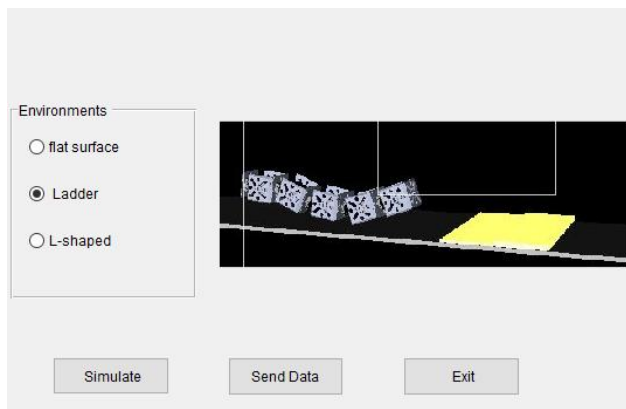 Environments
flat surface
Ladder
L-shaped
Simulate
Send Data
Exit